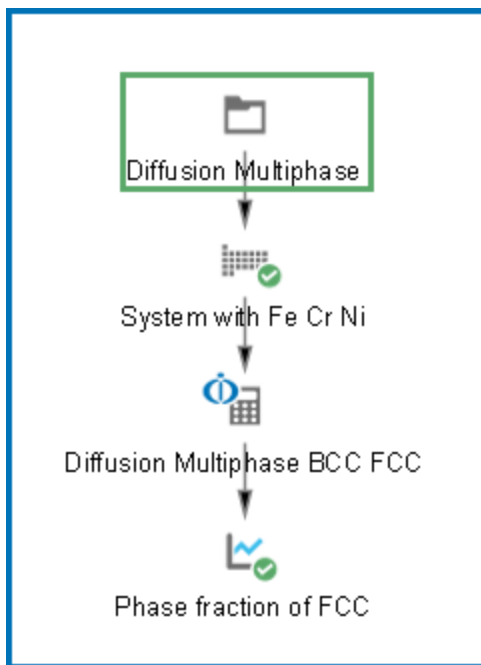 Diffusion Multiphase
System with Fe Cr Ni
Diffusion Multiphase BCC FCC
Phase fraction of FCC